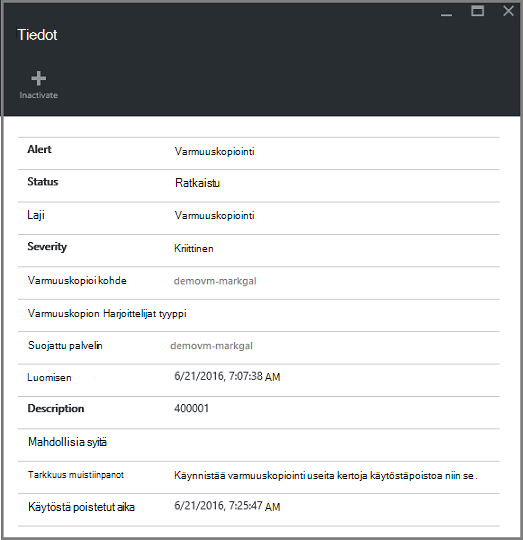 Tiedot
Inactivate
Alert Varmuuskopiointi
Status Ratkaistu
Laji Varmuuskopiointi
Severity Kriittinen
Varmuuskopioi kohde demovm-markgal
Varmuuskopion Harjoittelijat tyyppi
Suojattu palvelin demovm-markgal
Luomisen 6/21/2016, 7:07:38 AM
Description 400001
Mahdollisia syitä
Tarkkuus muistiinpanot Käynnistää varmuuskopiointi useita kertoja käytöstäpoistoa niin se.
Käytöstä poistetut aika 6/21/2016, 7:25:47 AM